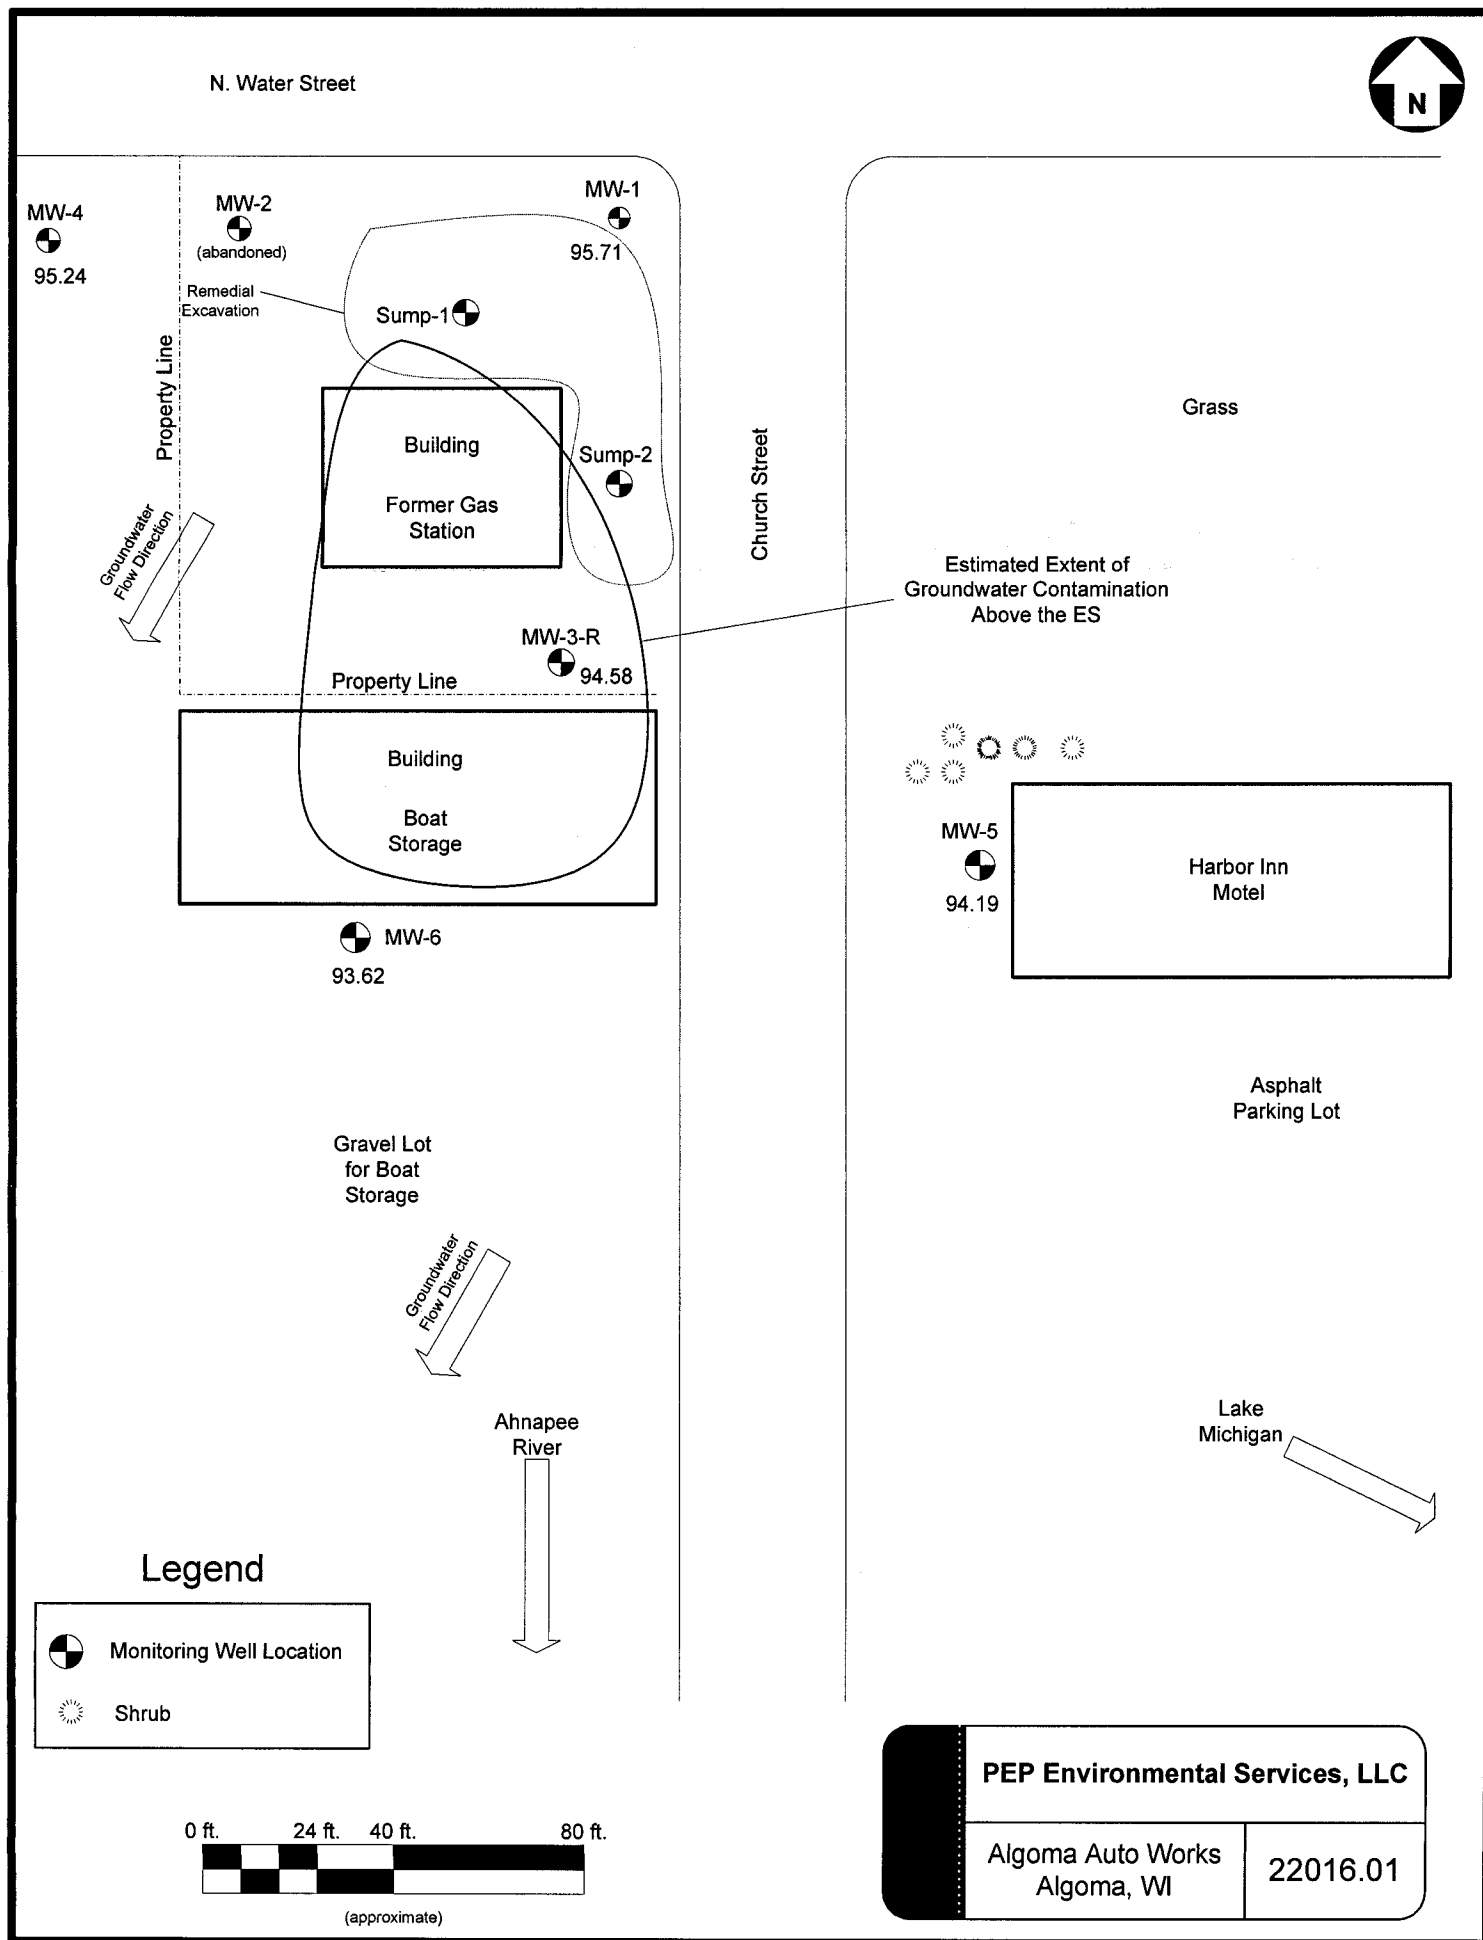 N. Water Street
N
MW-4
95.24
MW-2
(abandoned)
MW-1
95.71
Remedial
Excavation
Sump-1
Property Line
Building
Former Gas
Station
Sump-2
Church Street
Grass
Groundwater
Flow Direction
Estimated Extent of
Groundwater Contamination
Above the ES
MW-3-R
94.58
Property Line
Building
Boat
Storage
MW-5
94.19
Harbor Inn
Motel
MW-6
93.62
Asphalt
Parking Lot
Gravel Lot
for Boat
Storage
Groundwater
Flow Direction
Ahnapee
River
Lake
Michigan
Legend
Monitoring Well Location
Shrub
0 ft. 24 ft. 40 ft. 80 ft.
(approximate)
PEP Environmental Services, LLC
Algoma Auto Works
Algoma, WI
22016.01